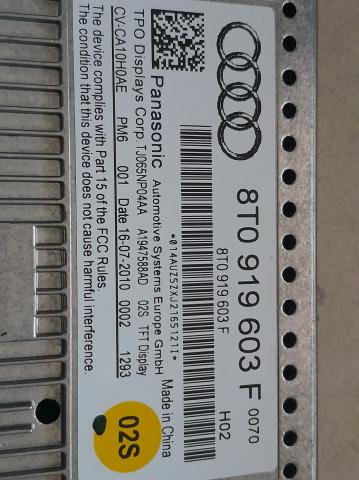 8T0 919 603 F 0070
H02
8T0 919 603 F
*014AUZ5ZXJ2165121I*
Panasonic Automotive Systems Europe GmbH Made in China
TPO Displays Corp. TJ065NP04AA A1947588AD 02S TFT Display
CV-CA10H0AE PM6 001 Date 16-07-2010 0002 1293
The device complies with Part 15 of the FCC Rules.
The condition that this device does not cause harmful interference.
02S